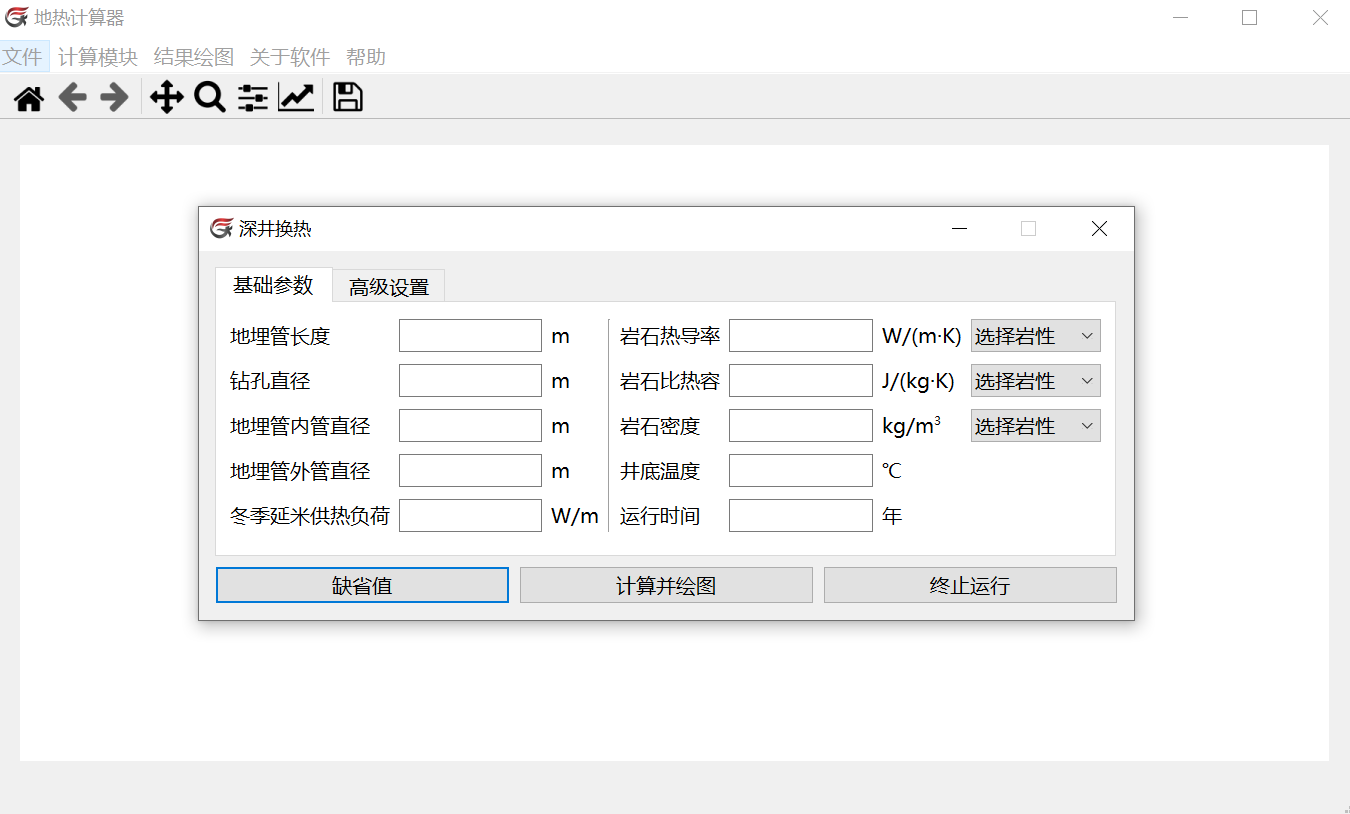 地热计算器
文件 计算模块 结果绘图 关于软件 帮助
深井换热
基础参数 高级设置
地埋管长度 m 岩石热导率 W/(m·K) 选择岩性
钻孔直径 m 岩石比热容 J/(kg·K) 选择岩性
地埋管内管直径 m 岩石密度 kg/m³ 选择岩性
地埋管外管直径 m 井底温度 ℃
冬季延米供热负荷 W/m 运行时间 年
缺省值 计算并绘图 终止运行